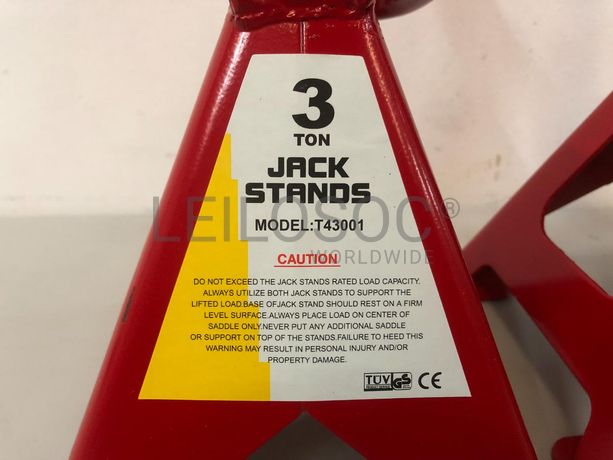 3
TON
JACK
STANDS
MODEL:T43001
LEILOSOC®
WORLDWIDE
CAUTION
DO NOT EXCEED THE JACK STANDS RATED LOAD CAPACITY.
ALWAYS UTILIZE BOTH JACK STANDS TO SUPPORT THE
LIFTED LOAD.BASE OFJACK STAND SHOULD REST ON A FIRM
LEVEL SURFACE.ALWAYS PLACE LOAD ON CENTER OF
SADDLE ONLY.NEVER PUT ANY ADDITIONAL SADDLE
OR SUPPORT ON TOP OF THE STANDS.FAILURE TO HEED THIS
WARNING MAY RESULT IN PERSONAL INJURY AND/OR
PROPERTY DAMAGE.
TÜV GS CE